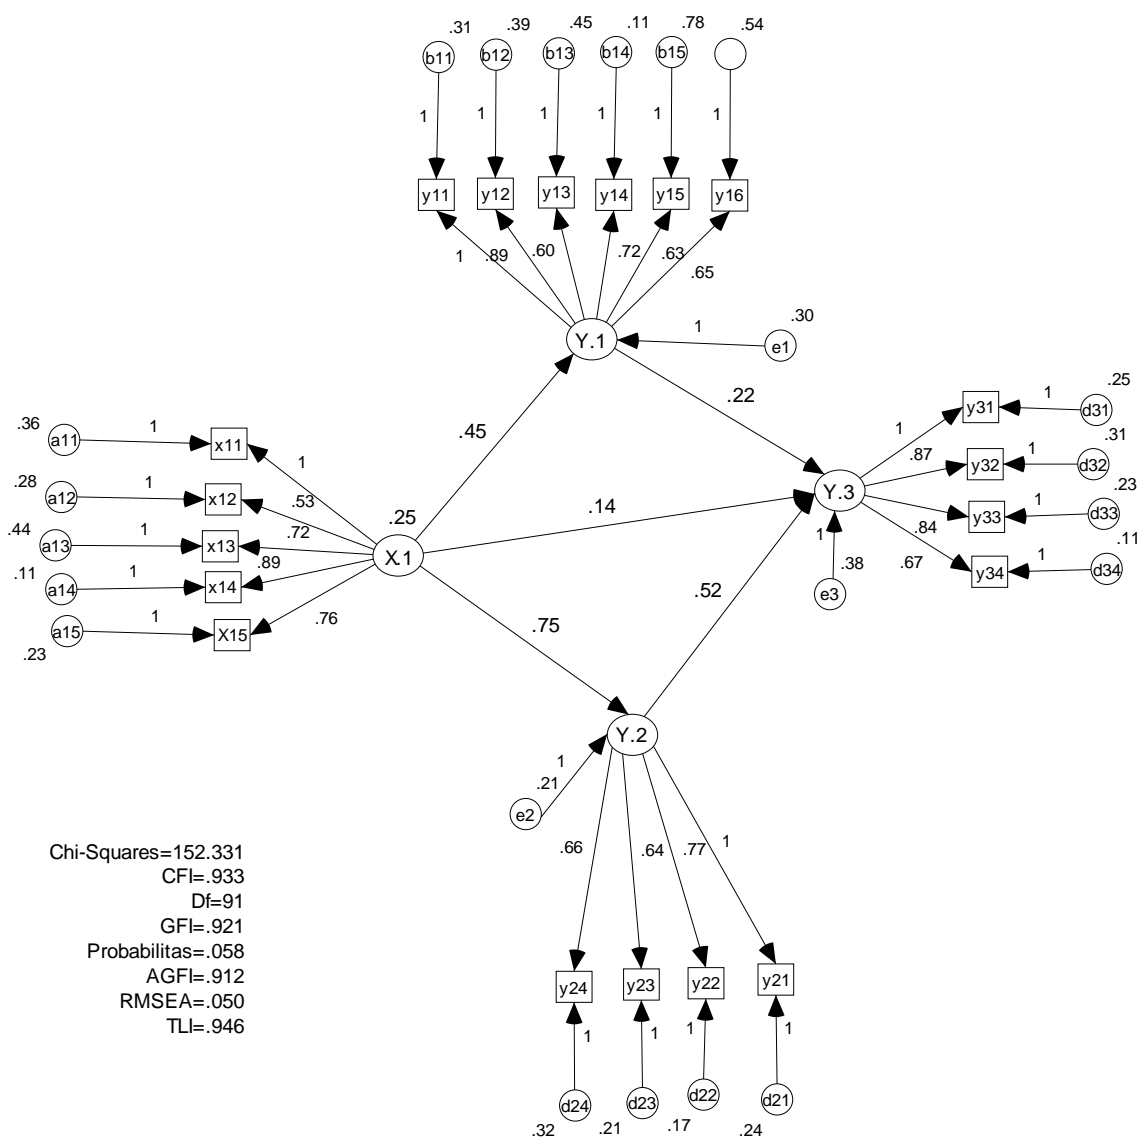 .31 .39 .45 .11 .78 .54
b11 b12 b13 b14 b15
1 1 1 1 1 1
y11 y12 y13 y14 y15 y16
1 .89 .60 .72 .63 .65
Y.1 1 e1 .30
.45 .22
.36 a11 1 x11 1
.28 a12 1 x12 .53
.44 a13 1 x13 .72
.11 a14 1 x14 .89
.23 a15 1 X15 .76
.25
X.1
.14
Y.3
1 y31 1 d31 .25
.87 y32 1 d32 .31
.84 y33 1 d33 .23
.67 y34 1 d34 .11
1 e3 .38
.75 .52
Y.2
1
.21
e2
.66 .64 .77 1
y24 y23 y22 y21
1 1 1 1
d24 d23 d22 d21
.32 .21 .17 .24
Chi-Squares=152.331
CFI=.933
Df=91
GFI=.921
Probabilitas=.058
AGFI=.912
RMSEA=.050
TLI=.946